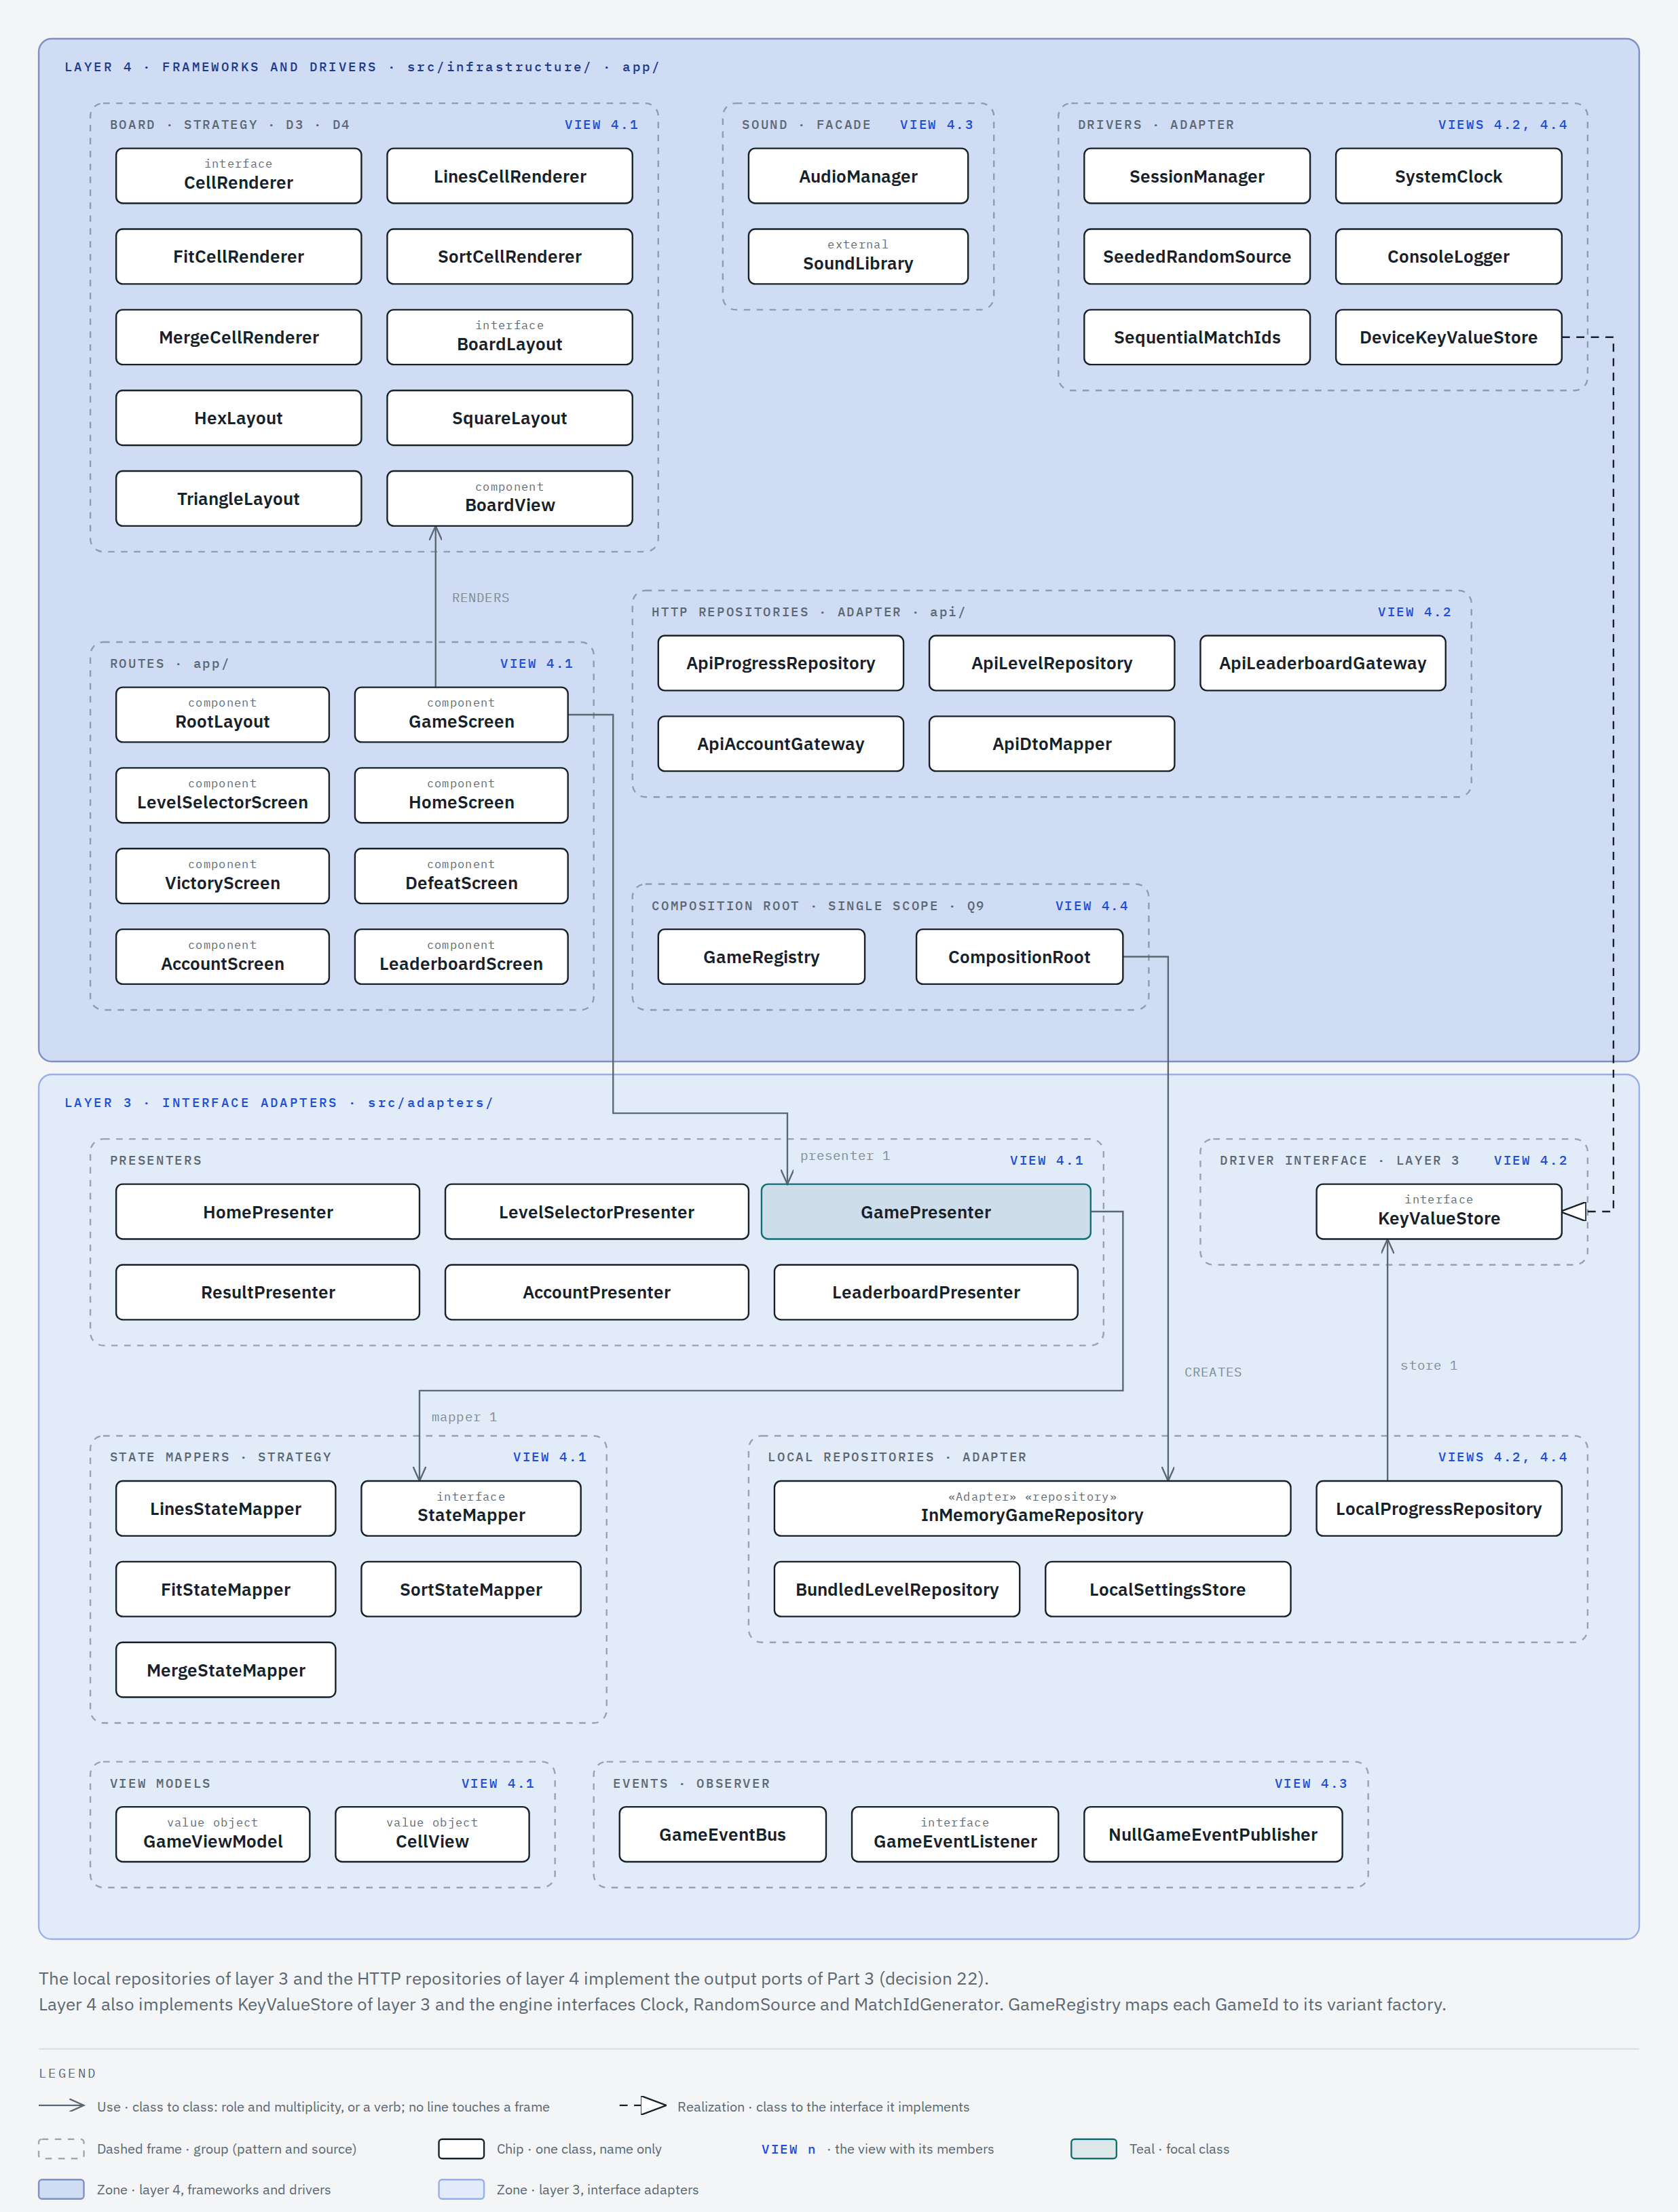 LAYER 4 · FRAMEWORKS AND DRIVERS · src/infrastructure/ · app/
BOARD · STRATEGY · D3 · D4 VIEW 4.1
interface
CellRenderer
LinesCellRenderer
FitCellRenderer
SortCellRenderer
MergeCellRenderer
interface
BoardLayout
HexLayout
SquareLayout
TriangleLayout
component
BoardView
SOUND · FACADE VIEW 4.3
AudioManager
external
SoundLibrary
DRIVERS · ADAPTER VIEWS 4.2, 4.4
SessionManager
SystemClock
SeededRandomSource
ConsoleLogger
SequentialMatchIds
DeviceKeyValueStore
RENDERS
HTTP REPOSITORIES · ADAPTER · api/ VIEW 4.2
ApiProgressRepository
ApiLevelRepository
ApiLeaderboardGateway
ApiAccountGateway
ApiDtoMapper
ROUTES · app/ VIEW 4.1
component
RootLayout
component
GameScreen
component
LevelSelectorScreen
component
HomeScreen
component
VictoryScreen
component
DefeatScreen
component
AccountScreen
component
LeaderboardScreen
COMPOSITION ROOT · SINGLE SCOPE · Q9 VIEW 4.4
GameRegistry
CompositionRoot
LAYER 3 · INTERFACE ADAPTERS · src/adapters/
PRESENTERS VIEW 4.1
presenter 1
HomePresenter
LevelSelectorPresenter
GamePresenter
ResultPresenter
AccountPresenter
LeaderboardPresenter
DRIVER INTERFACE · LAYER 3 VIEW 4.2
interface
KeyValueStore
store 1
CREATES
mapper 1
STATE MAPPERS · STRATEGY VIEW 4.1
LinesStateMapper
interface
StateMapper
FitStateMapper
SortStateMapper
MergeStateMapper
LOCAL REPOSITORIES · ADAPTER VIEWS 4.2, 4.4
«Adapter» «repository»
InMemoryGameRepository
LocalProgressRepository
BundledLevelRepository
LocalSettingsStore
VIEW MODELS VIEW 4.1
value object
GameViewModel
value object
CellView
EVENTS · OBSERVER VIEW 4.3
GameEventBus
interface
GameEventListener
NullGameEventPublisher
The local repositories of layer 3 and the HTTP repositories of layer 4 implement the output ports of Part 3 (decision 22).
Layer 4 also implements KeyValueStore of layer 3 and the engine interfaces Clock, RandomSource and MatchIdGenerator. GameRegistry maps each GameId to its variant factory.
LEGEND
Use · class to class: role and multiplicity, or a verb; no line touches a frame
Realization · class to the interface it implements
Dashed frame · group (pattern and source)
Chip · one class, name only
VIEW n · the view with its members
Teal · focal class
Zone · layer 4, frameworks and drivers
Zone · layer 3, interface adapters